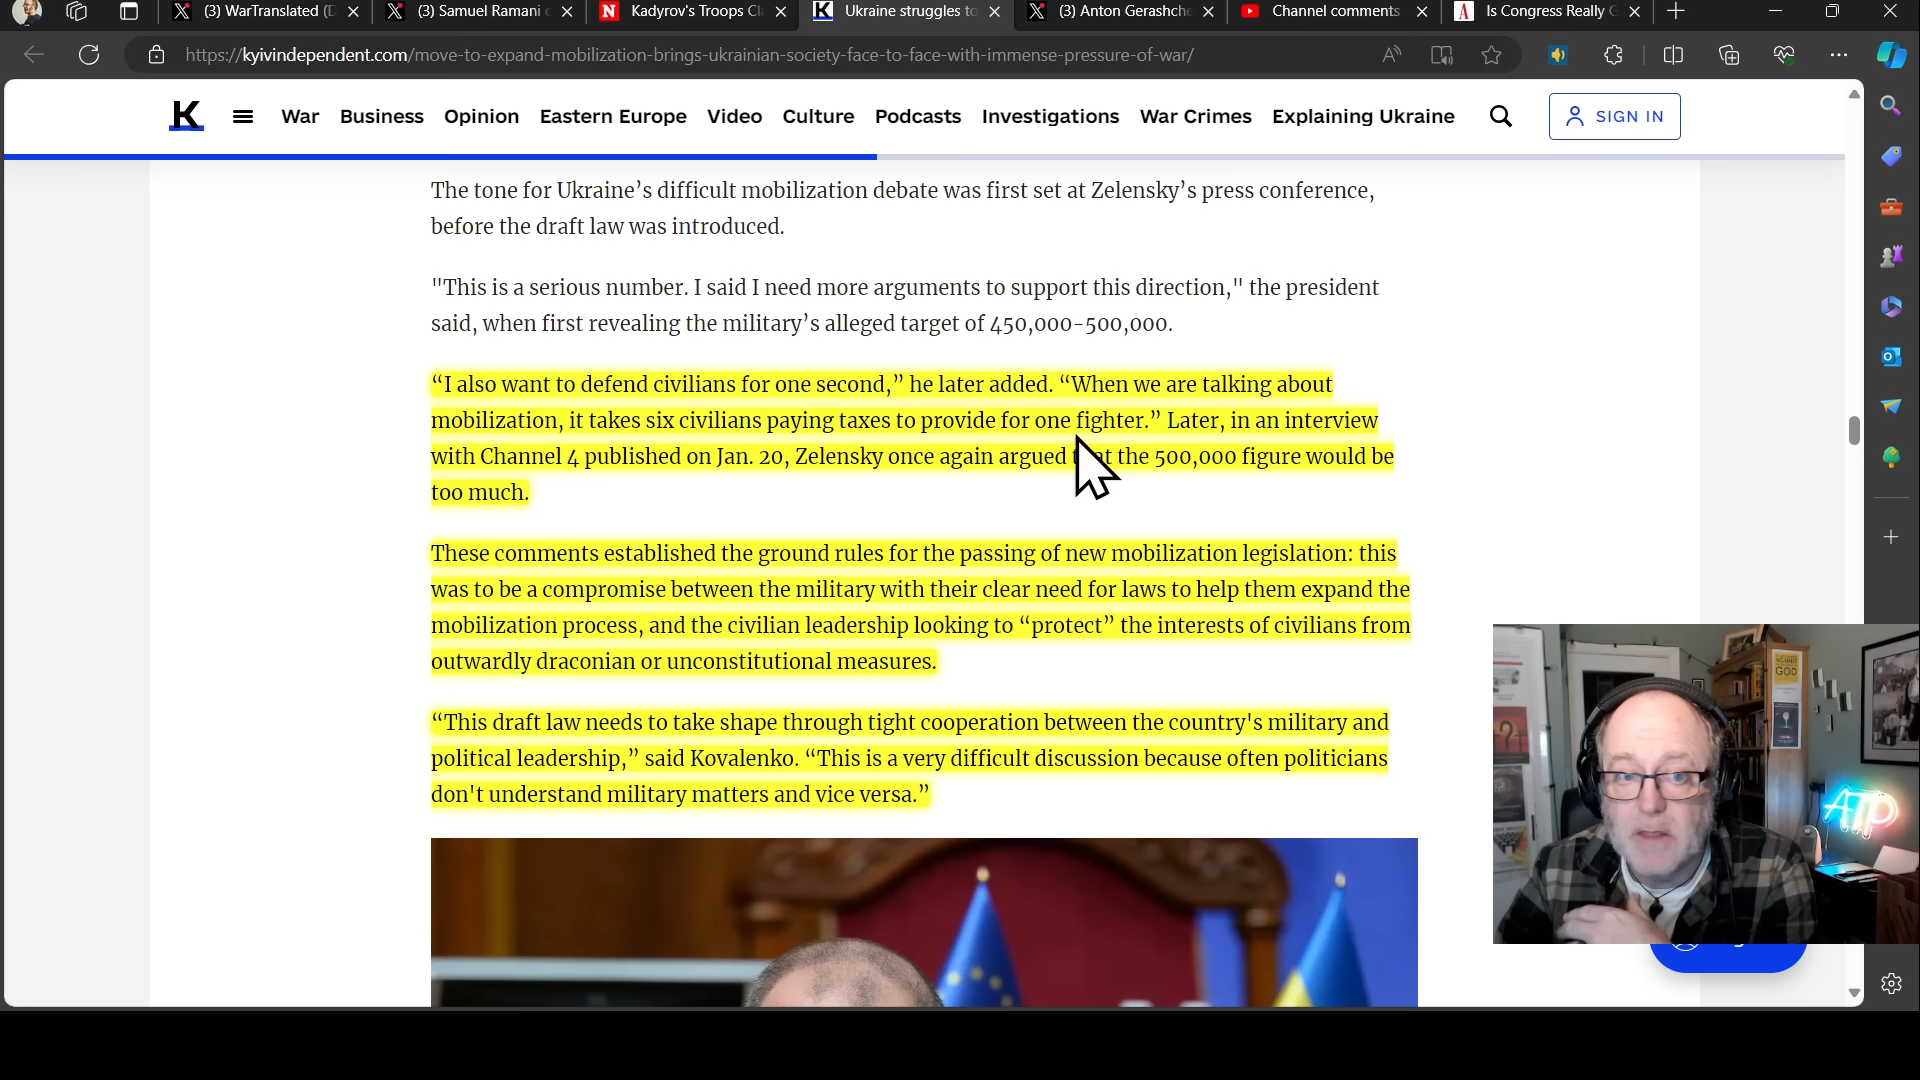 (3) WarTranslated (D
(3) Samuel Ramani
Kadyrov's Troops Cl
Ukraine struggles to
(3) Anton Gerashche
Channel comments
Is Congress Really G
https://kyivindependent.com/move-to-expand-mobilization-brings-ukrainian-society-face-to-face-with-immense-pressure-of-war/
K
War
Business
Opinion
Eastern Europe
Video
Culture
Podcasts
Investigations
War Crimes
Explaining Ukraine
SIGN IN
The tone for Ukraine’s difficult mobilization debate was first set at Zelensky’s press conference,
before the draft law was introduced.
"This is a serious number. I said I need more arguments to support this direction," the president
said, when first revealing the military’s alleged target of 450,000-500,000.
“I also want to defend civilians for one second,” he later added. “When we are talking about
mobilization, it takes six civilians paying taxes to provide for one fighter.” Later, in an interview
with Channel 4 published on Jan. 20, Zelensky once again argued that the 500,000 figure would be
too much.
These comments established the ground rules for the passing of new mobilization legislation: this
was to be a compromise between the military with their clear need for laws to help them expand the
mobilization process, and the civilian leadership looking to “protect” the interests of civilians from
outwardly draconian or unconstitutional measures.
“This draft law needs to take shape through tight cooperation between the country's military and
political leadership,” said Kovalenko. “This is a very difficult discussion because often politicians
don't understand military matters and vice versa.”
AGAINST
GOD
ATP